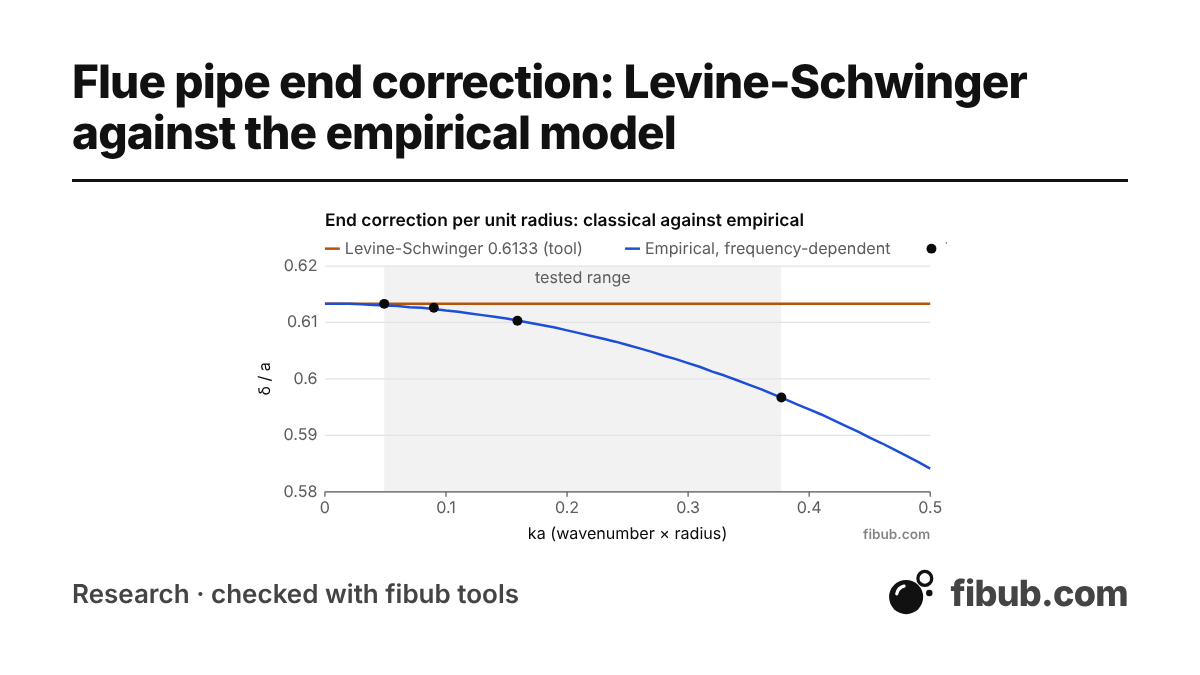 Flue pipe end correction: Levine-Schwinger
against the empirical model
End correction per unit radius: classical against empirical
Levine-Schwinger 0.6133 (tool) Empirical, frequency-dependent
tested range
0.62
0.61
0.6
0.59
0.58
δ / a
0 0.1 0.2 0.3 0.4 0.5
ka (wavenumber × radius)
fibub.com
Research · checked with fibub tools
fibub.com